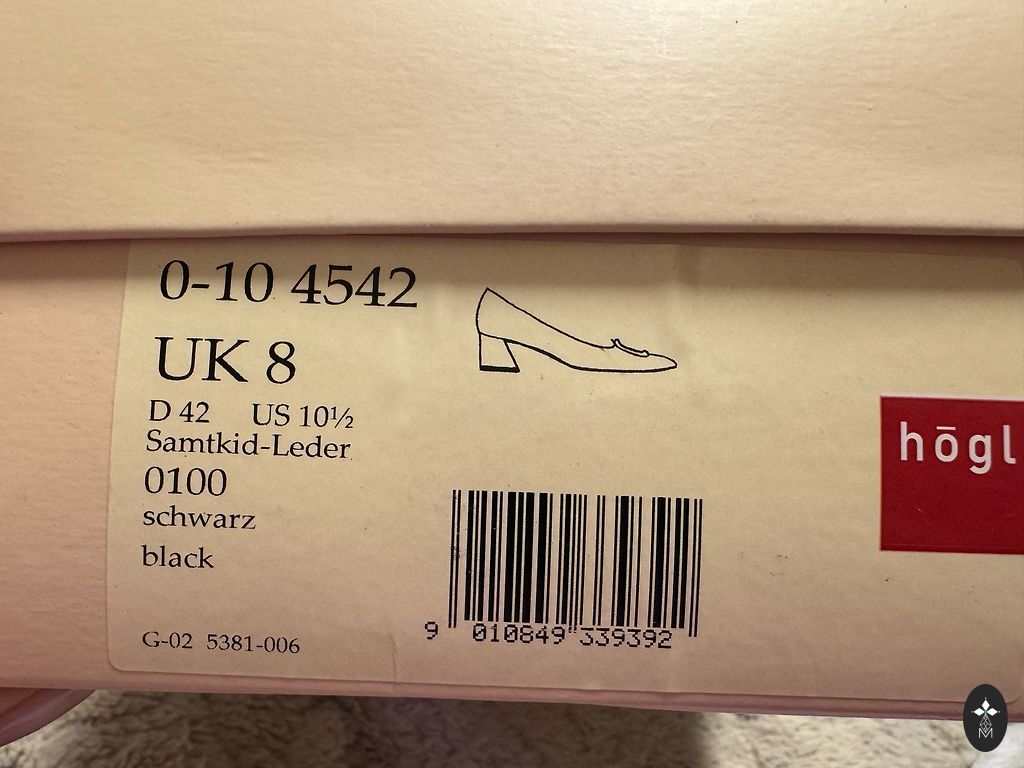 0-10 4542
UK 8
D 42 US 10½
Samtkid-Leder
0100
schwarz
black
G-02 5381-006
9 010849 339392
hōgl
M